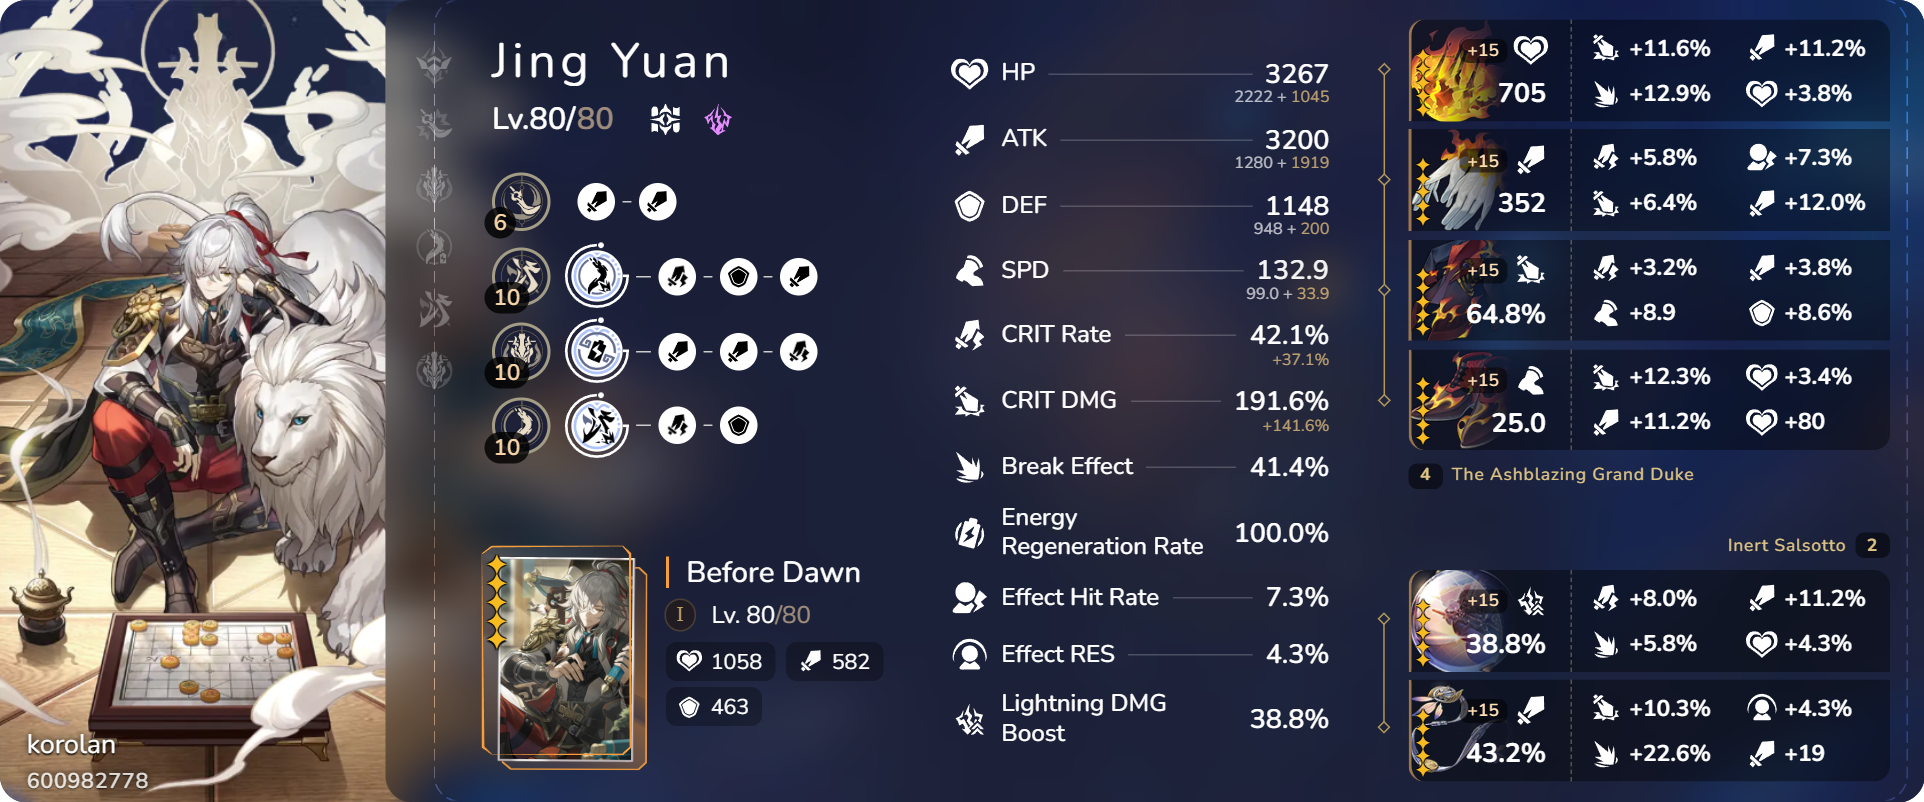 Jing Yuan
Lv.80/80
6
10
10
10
Before Dawn
I Lv. 80/80
1058 582
463
korolan
600982778
HP 3267
2222 + 1045
ATK 3200
1280 + 1919
DEF 1148
948 + 200
SPD 132.9
99.0 + 33.9
CRIT Rate 42.1%
+37.1%
CRIT DMG 191.6%
+141.6%
Break Effect 41.4%
Energy
Regeneration Rate 100.0%
Effect Hit Rate 7.3%
Effect RES 4.3%
Lightning DMG
Boost 38.8%
+15 +11.6% +11.2%
705 +12.9% +3.8%
+15 +5.8% +7.3%
352 +6.4% +12.0%
+15 +3.2% +3.8%
64.8% +8.9 +8.6%
+15 +12.3% +3.4%
25.0 +11.2% +80
4 The Ashblazing Grand Duke
Inert Salsotto 2
+15 +8.0% +11.2%
38.8% +5.8% +4.3%
+15 +10.3% +4.3%
43.2% +22.6% +19